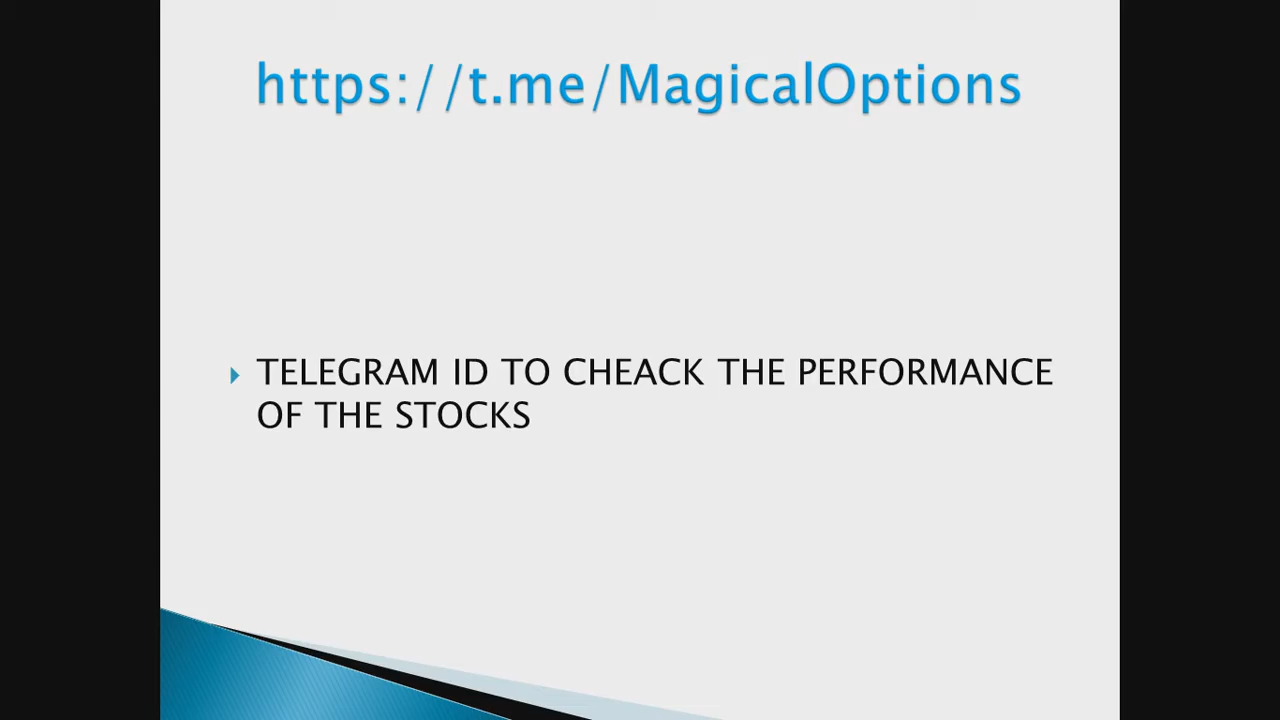 https://t.me/MagicalOptions
TELEGRAM ID TO CHEACK THE PERFORMANCE
OF THE STOCKS